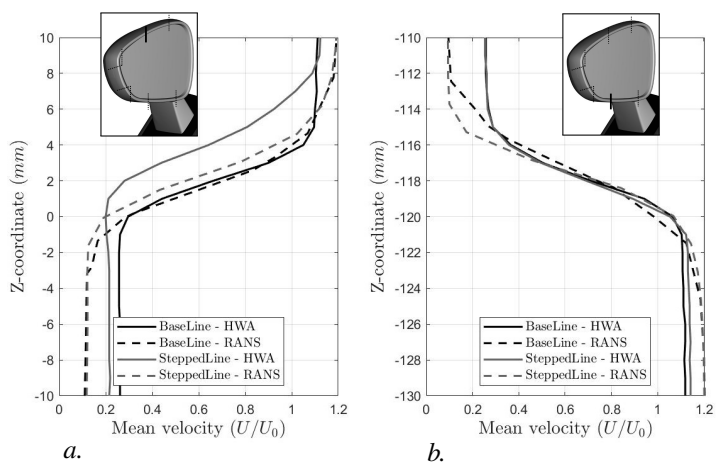 10
8
6
4
2
0
-2
-4
-6
-8
-10
Z-coordinate (mm)
BaseLine - HWA
BaseLine - RANS
SteppedLine - HWA
SteppedLine - RANS
0 0.2 0.4 0.6 0.8 1 1.2
Mean velocity (U/U0)
a.
-110
-112
-114
-116
-118
-120
-122
-124
-126
-128
-130
Z-coordinate (mm)
BaseLine - HWA
BaseLine - RANS
SteppedLine - HWA
SteppedLine - RANS
0 0.2 0.4 0.6 0.8 1 1.2
Mean velocity (U/U0)
b.